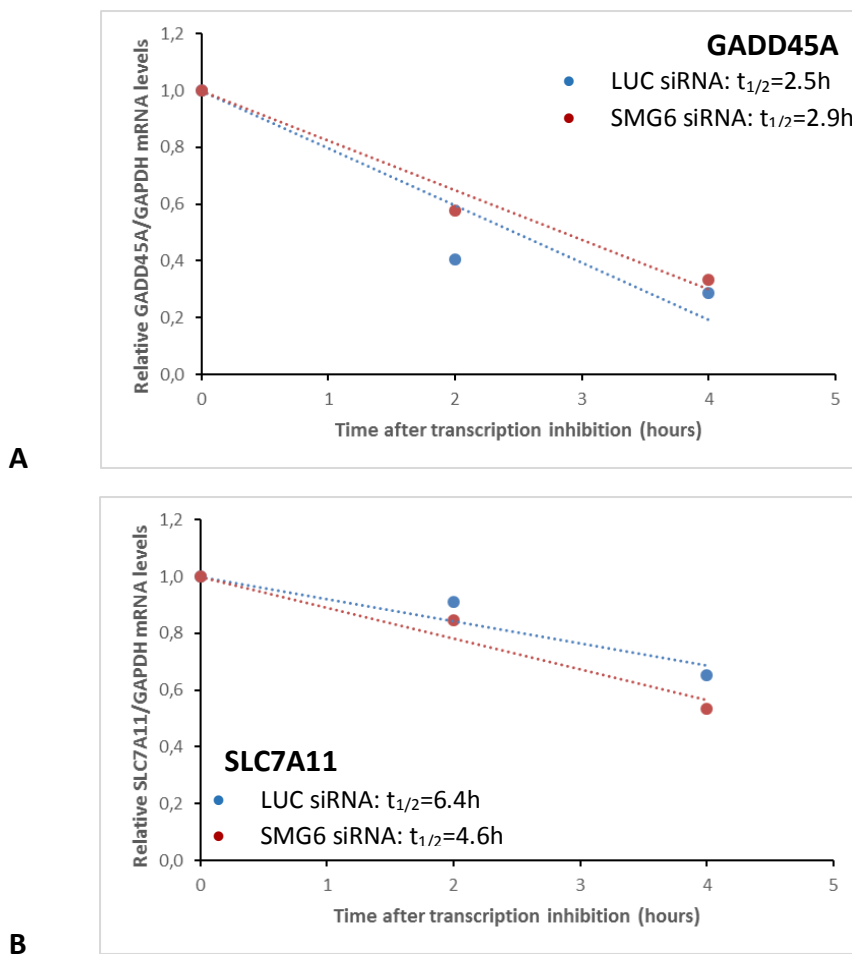 GADD45A
LUC siRNA: t1/2=2.5h
SMG6 siRNA: t1/2=2.9h
Relative GADD45A/GAPDH mRNA levels
1,2
1,0
0,8
0,6
0,4
0,2
0,0
0 1 2 3 4 5
Time after transcription inhibition (hours)
A
Relative SLC7A11/GAPDH mRNA levels
1,2
1,0
0,8
0,6
0,4
0,2
0,0
SLC7A11
LUC siRNA: t1/2=6.4h
SMG6 siRNA: t1/2=4.6h
0 1 2 3 4 5
Time after transcription inhibition (hours)
B